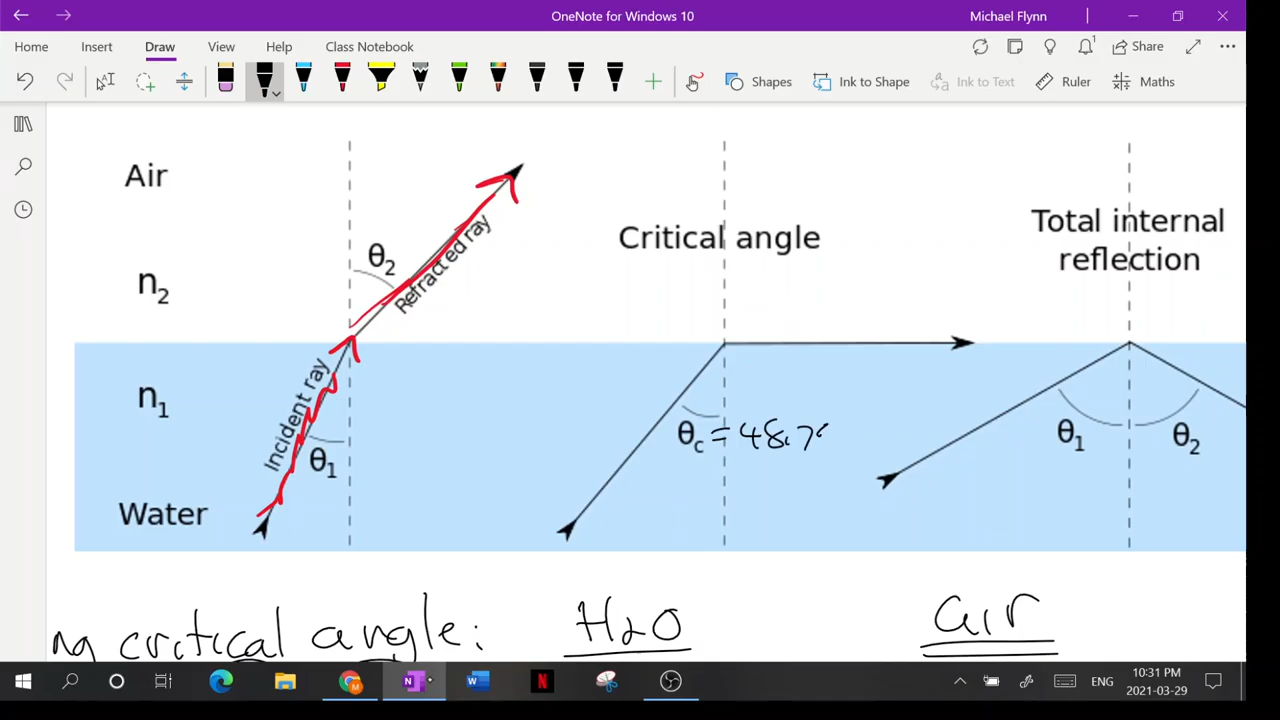 OneNote for Windows 10
Michael Flynn
Home Insert Draw View Help Class Notebook
Share
Shapes Ink to Shape Ink to Text Ruler Maths
Air
n2
θ2
Refracted ray
Critical angle
Total internal
reflection
n1
Incident ray
θ1
Water
θc = 48.7°
θ1
θ2
ng critical angle:
H2O
air
ENG
10:31 PM
2021-03-29